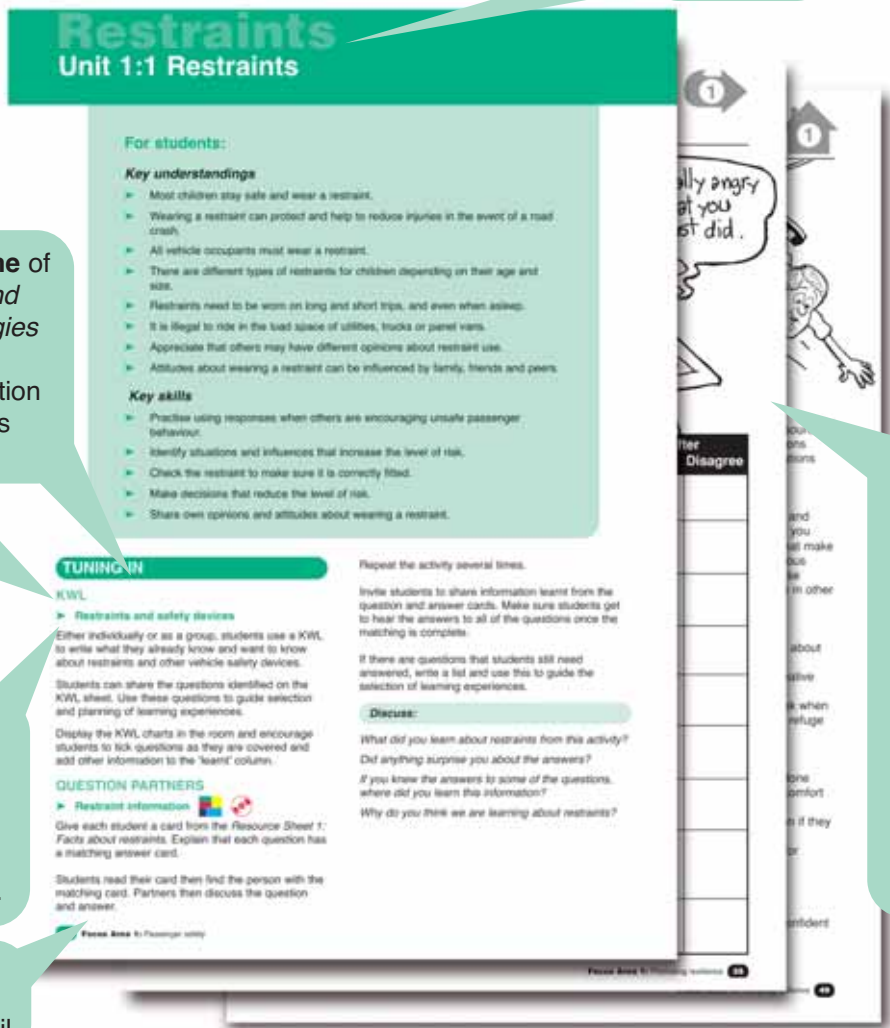 Restraints
Unit 1:1 Restraints
For students:
Key understandings
► Most children stay safe and wear a restraint.
► Wearing a restraint can protect and help to reduce injuries in the event of a road
crash.
► All vehicle occupants must wear a restraint.
► There are different types of restraints for children depending on their age and
size.
► Restraints need to be worn on long and short trips, and even when asleep.
► It is illegal to ride in the load space of utilities, trucks or panel vans.
► Appreciate that others may have different opinions about restraint use.
► Attitudes about wearing a restraint can be influenced by family, friends and peers.
Key skills
► Practise using responses when others are encouraging unsafe passenger
behaviour.
► Identify situations and influences that increase the level of risk.
► Check the restraint to make sure it is correctly fitted.
► Make decisions that reduce the level of risk.
► Share own opinions and attitudes about wearing a restraint.
TUNING IN
KWL
► Restraints and safety devices
Either individually or as a group, students use a KWL
to write what they already know and want to know
about restraints and other vehicle safety devices.
Students can share the questions identified on the
KWL sheet. Use these questions to guide selection
and planning of learning experiences.
Display the KWL charts in the room and encourage
students to tick questions as they are covered and
add other information to the 'learnt' column.
QUESTION PARTNERS
► Restraint information
Give each student a card from the Resource Sheet 1:
Facts about restraints. Explain that each question has
a matching answer card.
Students read their card then find the person with the
matching card. Partners then discuss the question
and answer.
Focus Area 1: Passenger safety
Repeat the activity several times.
Invite students to share information learnt from the
question and answer cards. Make sure students get
to hear the answers to all of the questions once the
matching is complete.
If there are questions that students still need
answered, write a list and use this to guide the
selection of learning experiences.
Discuss:
What did you learn about restraints from this activity?
Did anything surprise you about the answers?
If you knew the answers to some of the questions,
where did you learn this information?
Why do you think we are learning about restraints?
1
ally angry
at you
st did.
Disagree
Focus Area
1
and
you
at make
in other
about
when
refuge
if they
49
of